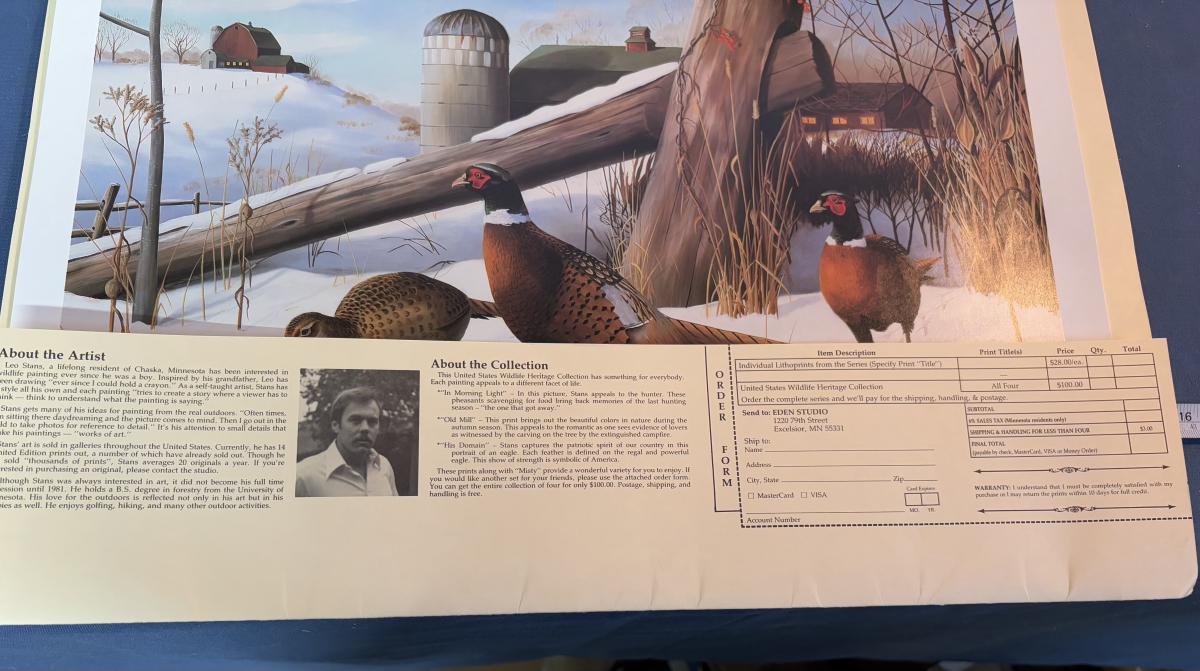 About the Artist
Leo Stans, a lifelong resident of Chaska, Minnesota has been interested in
wildlife painting ever since he was a boy. Inspired by his grandfather, Leo has
been drawing "ever since I could hold a crayon." As a self-taught artist, Stans has
style all his own and each painting "tries to create a story where a viewer has to
think — think to understand what the painting is saying."
Stans gets many of his ideas for painting from the real outdoors. "Often times,
sitting there daydreaming and the picture comes to mind. Then I go out in the
to take photos for reference to detail." It's his attention to small details that
his paintings — "works of art."
Stans' art is sold in galleries throughout the United States. Currently, he has 14
limited Edition prints out, a number of which have already sold out. Though he
sold "thousands of prints", Stans averages 20 originals a year. If you're
interested in purchasing an original, please contact the studio.
Although Stans was always interested in art, it did not become his full time
profession until 1981. He holds a B.S. degree in forestry from the University of
Minnesota. His love for the outdoors is reflected not only in his art but in his
as well. He enjoys golfing, hiking, and many other outdoor activities.
About the Collection
This United States Wildlife Heritage Collection has something for everybody.
Each painting appeals to a different facet of life.
*"In Morning Light" – In this picture, Stans appeals to the hunter. These
pheasants scavenging for food bring back memories of the last hunting
season – "the one that got away."
*"Old Mill" – This print brings out the beautiful colors in nature during the
autumn season. This appeals to the romantic as one sees evidence of lovers
as witnessed by the carving on the tree by the extinguished campfire.
*"His Domain" – Stans captures the patriotic spirit of our country in this
portrait of an eagle. Each feather is defined on the regal and powerful
eagle. This show of strength is symbolic of America.
These prints along with "Misty" provide a wonderful variety for you to enjoy. If
you would like another set for your friends, please use the attached order form.
You can get the entire collection of four for only $100.00. Postage, shipping, and
handling is free.
ORDER FORM
Item Description Print Title(s) Price Qty. Total
Individual Lithoprints from the Series (Specify Print "Title") $28.00/ea.
—
United States Wildlife Heritage Collection All Four $100.00
Order the complete series and we'll pay for the shipping, handling, & postage.
Send to: EDEN STUDIO
1220 79th Street
Excelsior, MN 55331
Ship to:
Name
Address
City, State Zip
☐ MasterCard ☐ VISA
Card Expires
MO. YR.
Account Number
SUBTOTAL
6% SALES TAX (Minnesota residents only)
SHIPPING & HANDLING FOR LESS THAN FOUR $3.00
FINAL TOTAL
(payable by check, MasterCard, VISA or Money Order)
WARRANTY: I understand that I must be completely satisfied with my
purchase or I may return the prints within 10 days for full credit.
16